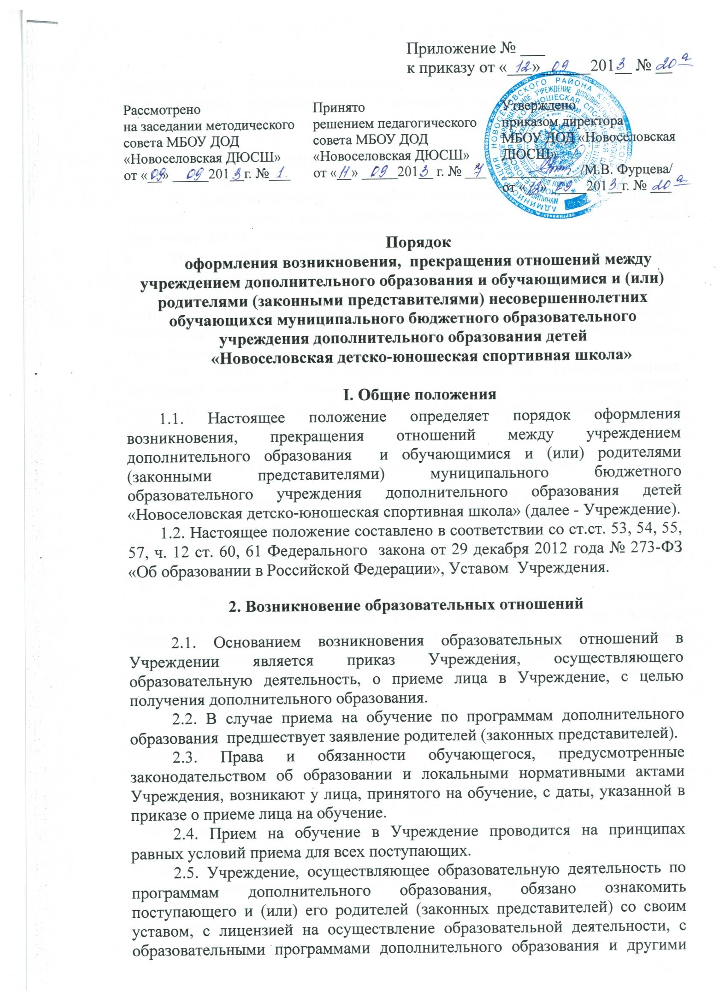 Приложение № ___
к приказу от «12» 09 2013 № 20а
Рассмотрено
на заседании методического
совета МБОУ ДОД
«Новоселовская ДЮСШ»
от «09» 09 2013г. № 1.
Принято
решением педагогического
совета МБОУ ДОД
«Новоселовская ДЮСШ»
от «11» 09 2013 г. № 7
Утверждено
приказом директора
МБОУ ДОД «Новоселовская
ДЮСШ»
/М.В. Фурцева/
от «12» 09 2013г. № 20а
Порядок
оформления возникновения, прекращения отношений между
учреждением дополнительного образования и обучающимися и (или)
родителями (законными представителями) несовершеннолетних
обучающихся муниципального бюджетного образовательного
учреждения дополнительного образования детей
«Новоселовская детско-юношеская спортивная школа»
I. Общие положения
1.1. Настоящее положение определяет порядок оформления
возникновения, прекращения отношений между учреждением
дополнительного образования и обучающимися и (или) родителями
(законными представителями) муниципального бюджетного
образовательного учреждения дополнительного образования детей
«Новоселовская детско-юношеская спортивная школа» (далее - Учреждение).
1.2. Настоящее положение составлено в соответствии со ст.ст. 53, 54, 55,
57, ч. 12 ст. 60, 61 Федерального закона от 29 декабря 2012 года № 273-ФЗ
«Об образовании в Российской Федерации», Уставом Учреждения.
2. Возникновение образовательных отношений
2.1. Основанием возникновения образовательных отношений в
Учреждении является приказ Учреждения, осуществляющего
образовательную деятельность, о приеме лица в Учреждение, с целью
получения дополнительного образования.
2.2. В случае приема на обучение по программам дополнительного
образования предшествует заявление родителей (законных представителей).
2.3. Права и обязанности обучающегося, предусмотренные
законодательством об образовании и локальными нормативными актами
Учреждения, возникают у лица, принятого на обучение, с даты, указанной в
приказе о приеме лица на обучение.
2.4. Прием на обучение в Учреждение проводится на принципах
равных условий приема для всех поступающих.
2.5. Учреждение, осуществляющее образовательную деятельность по
программам дополнительного образования, обязано ознакомить
поступающего и (или) его родителей (законных представителей) со своим
уставом, с лицензией на осуществление образовательной деятельности, с
образовательными программами дополнительного образования и другими